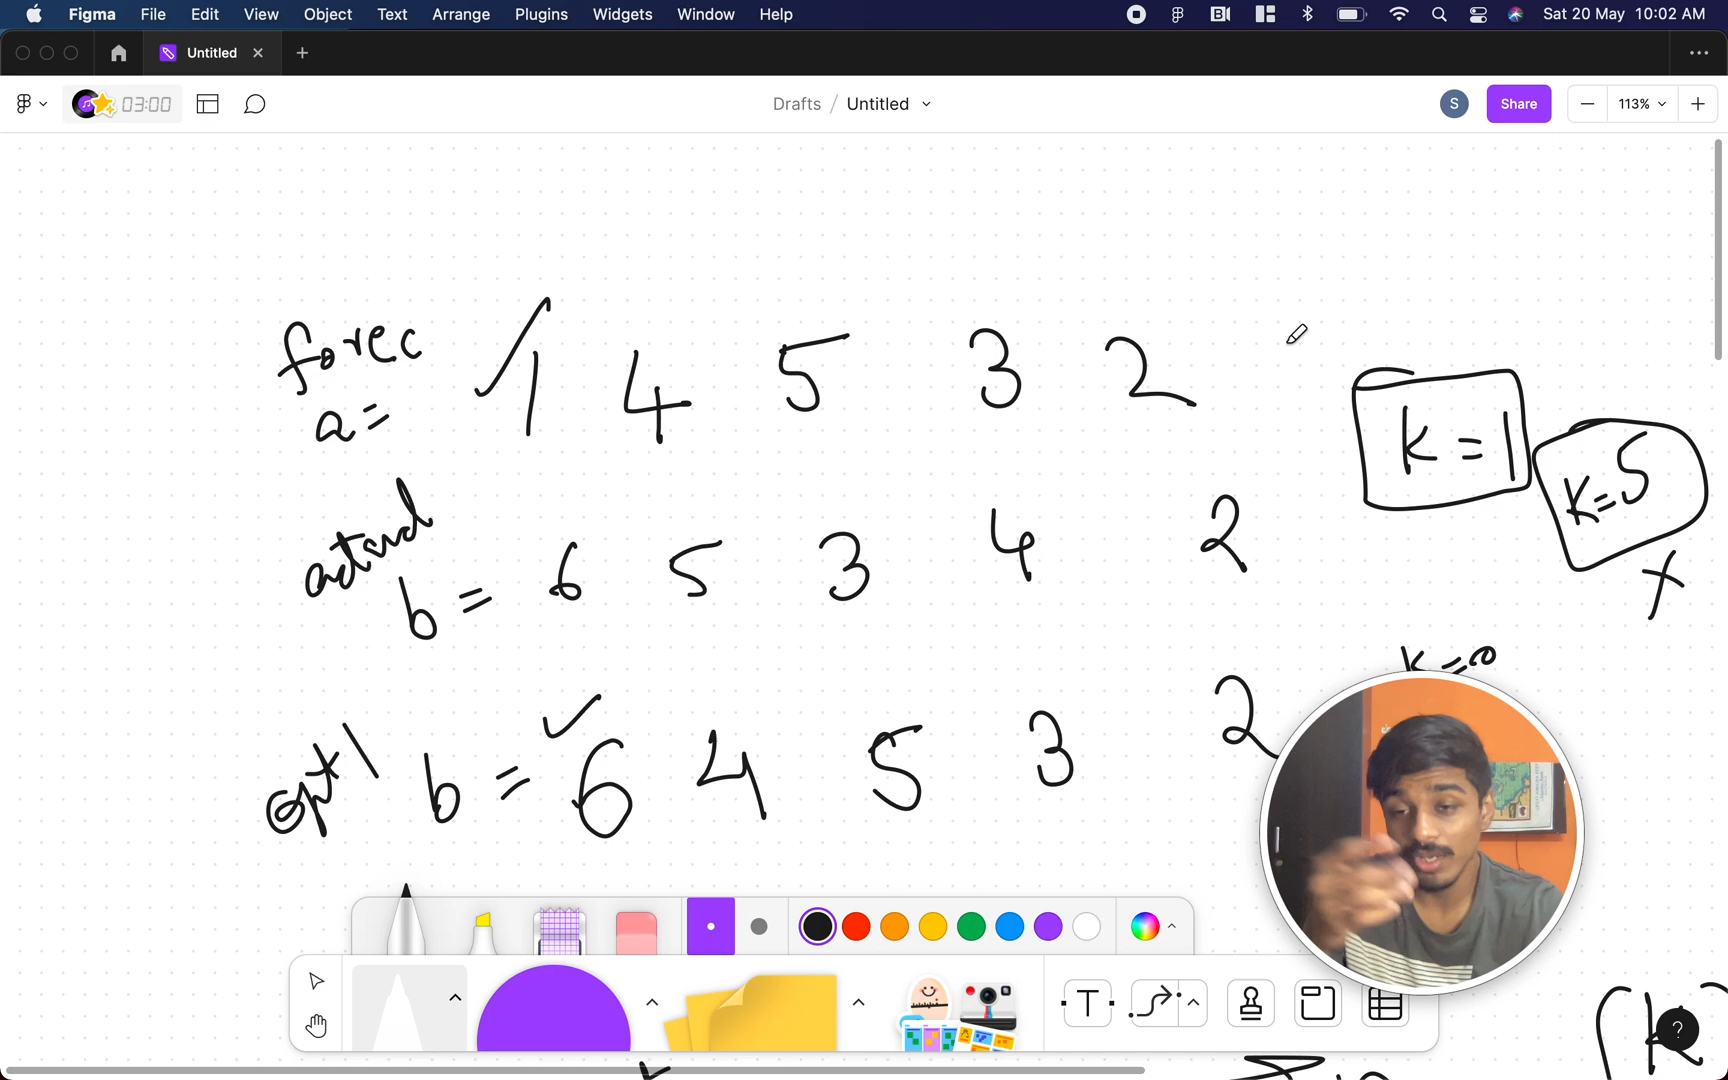 Figma File Edit View Object Text Arrange Plugins Widgets Window Help Sat 20 May 10:02 AM
Untitled
03:00 Drafts / Untitled S Share 113%
forec
a = 1 4 5 3 2
k = 1
k = 5
b = 6 5 3 4 2
opt 1 b = 6 4 5 3 2
T
?